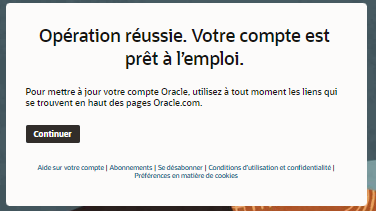 Opération réussie. Votre compte est
prêt à l'emploi.
Pour mettre à jour votre compte Oracle, utilisez à tout moment les liens qui
se trouvent en haut des pages Oracle.com.
Continuer
Aide sur votre compte | Abonnements | Se désabonner | Conditions d'utilisation et confidentialité |
Préférences en matière de cookies